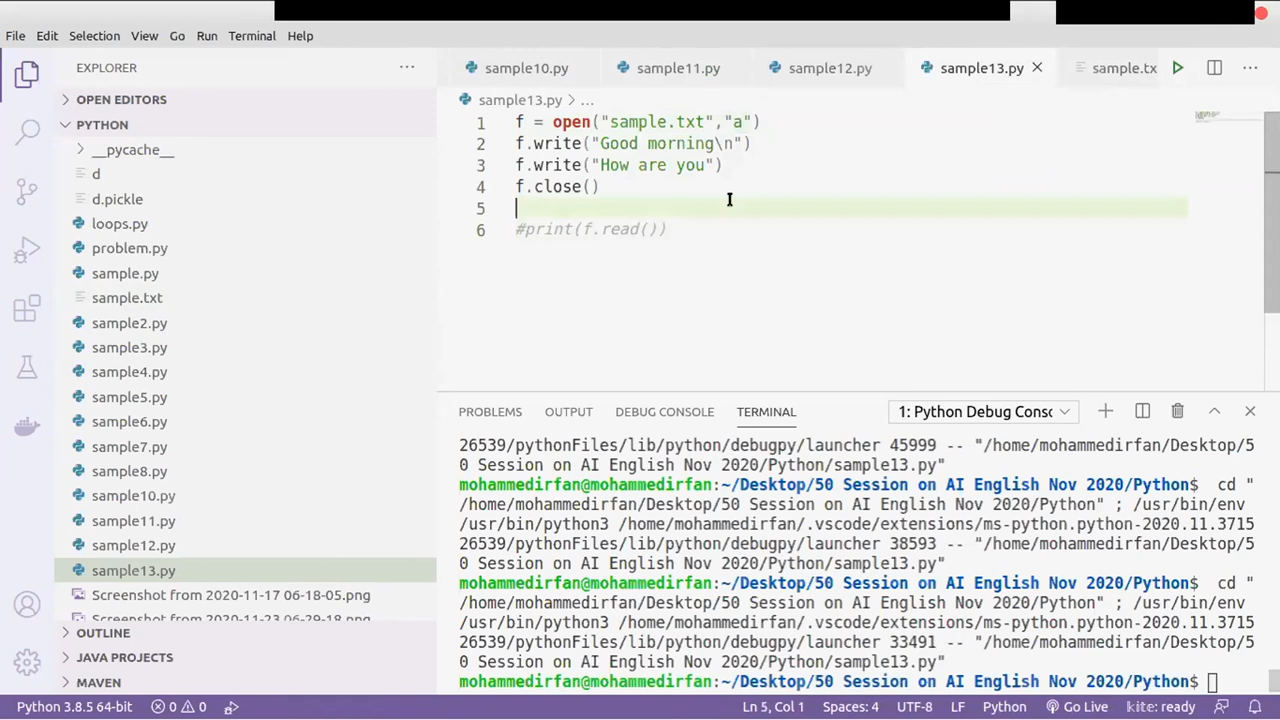 File Edit Selection View Go Run Terminal Help
EXPLORER ...
OPEN EDITORS
PYTHON
__pycache__
d
d.pickle
loops.py
problem.py
sample.py
sample.txt
sample2.py
sample3.py
sample4.py
sample5.py
sample6.py
sample7.py
sample8.py
sample10.py
sample11.py
sample12.py
sample13.py
Screenshot from 2020-11-17 06-18-05.png
Screenshot from 2020-11-23 06-29-18.png
OUTLINE
JAVA PROJECTS
MAVEN
sample10.py sample11.py sample12.py sample13.py sample.tx ...
sample13.py > ...
1 f = open("sample.txt","a")
2 f.write("Good morning\n")
3 f.write("How are you")
4 f.close()
5
6 #print(f.read())
PROBLEMS OUTPUT DEBUG CONSOLE TERMINAL 1: Python Debug Consc
26539/pythonFiles/lib/python/debugpy/launcher 45999 -- "/home/mohammedirfan/Desktop/5
0 Session on AI English Nov 2020/Python/sample13.py"
mohammedirfan@mohammedirfan:~/Desktop/50 Session on AI English Nov 2020/Python$ cd "
/home/mohammedirfan/Desktop/50 Session on AI English Nov 2020/Python" ; /usr/bin/env
/usr/bin/python3 /home/mohammedirfan/.vscode/extensions/ms-python.python-2020.11.3715
26539/pythonFiles/lib/python/debugpy/launcher 38593 -- "/home/mohammedirfan/Desktop/5
0 Session on AI English Nov 2020/Python/sample13.py"
mohammedirfan@mohammedirfan:~/Desktop/50 Session on AI English Nov 2020/Python$ cd "
/home/mohammedirfan/Desktop/50 Session on AI English Nov 2020/Python" ; /usr/bin/env
/usr/bin/python3 /home/mohammedirfan/.vscode/extensions/ms-python.python-2020.11.3715
26539/pythonFiles/lib/python/debugpy/launcher 33491 -- "/home/mohammedirfan/Desktop/5
0 Session on AI English Nov 2020/Python/sample13.py"
mohammedirfan@mohammedirfan:~/Desktop/50 Session on AI English Nov 2020/Python$
Python 3.8.5 64-bit 0 0 Ln 5, Col 1 Spaces: 4 UTF-8 LF Python Go Live kite: ready